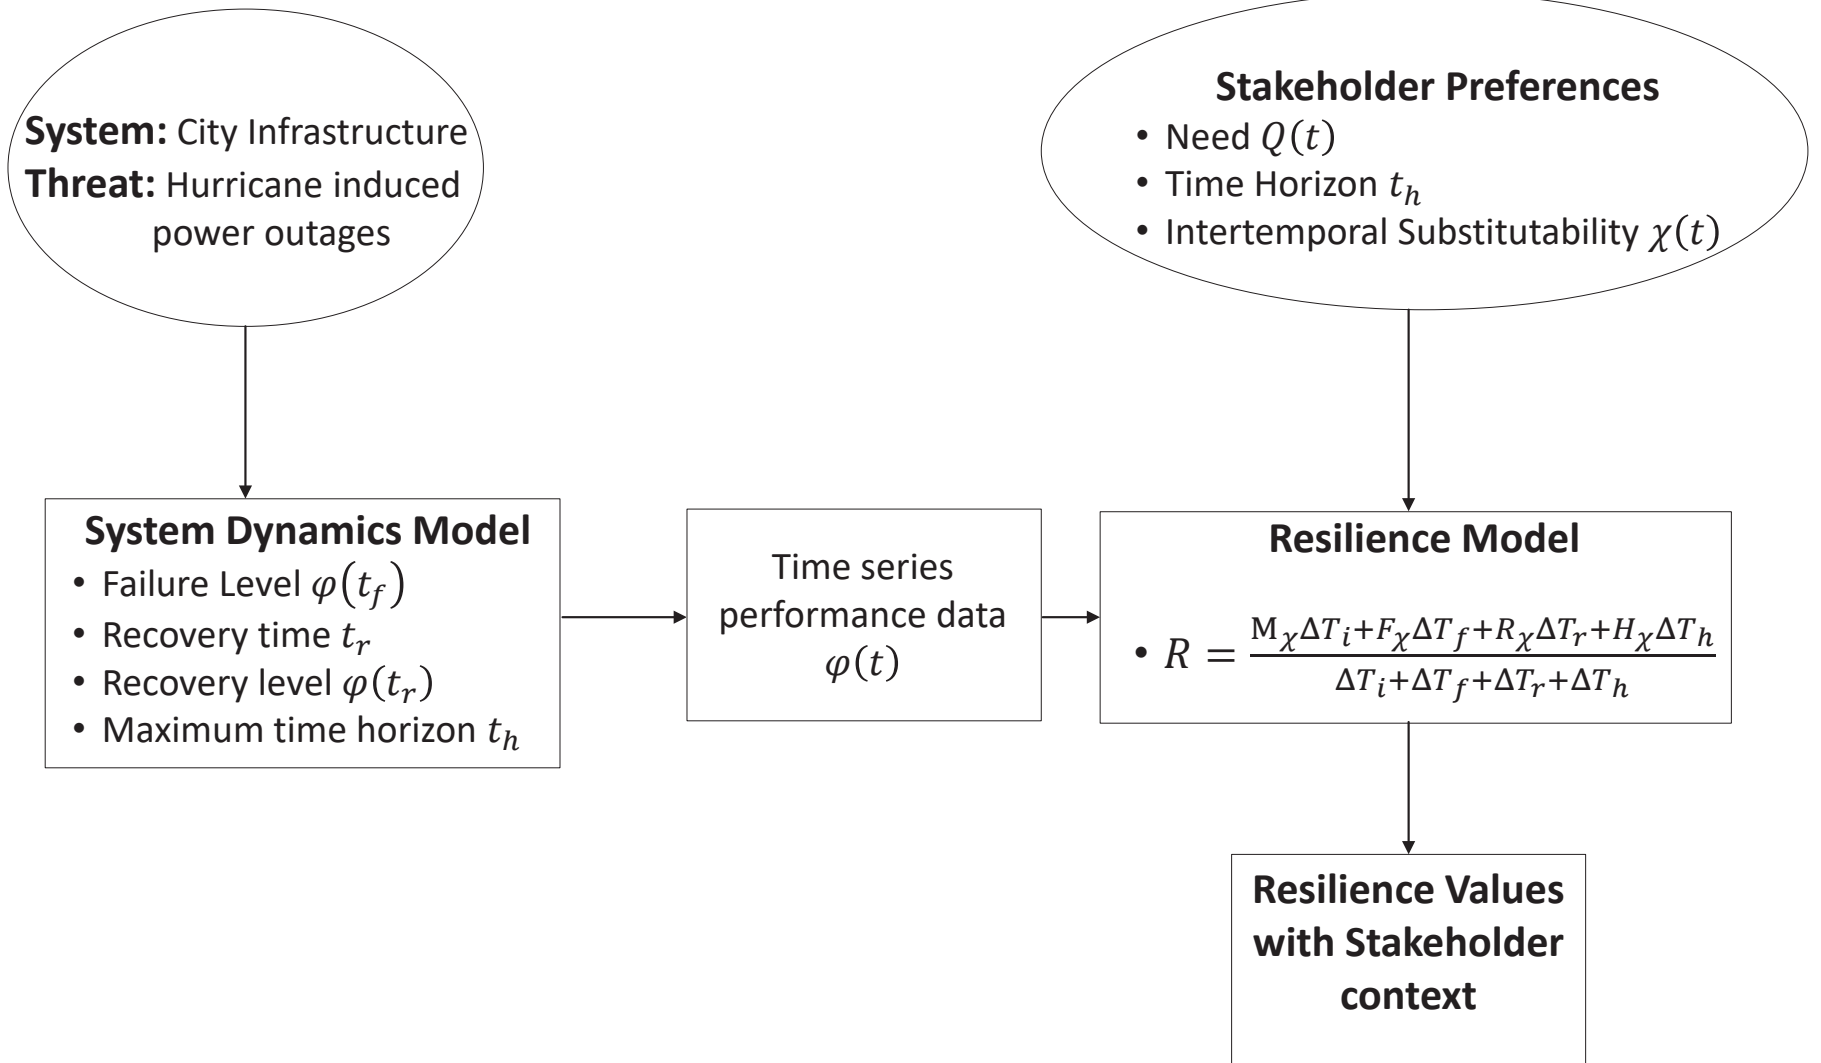 System: City Infrastructure
Threat: Hurricane induced
power outages
Stakeholder Preferences
• Need Q(t)
• Time Horizon t_h
• Intertemporal Substitutability χ(t)
System Dynamics Model
• Failure Level φ(t_f)
• Recovery time t_r
• Recovery level φ(t_r)
• Maximum time horizon t_h
Time series
performance data
φ(t)
Resilience Model
• R = (M_χΔT_i+F_χΔT_f+R_χΔT_r+H_χΔT_h)/(ΔT_i+ΔT_f+ΔT_r+ΔT_h)
Resilience Values
with Stakeholder
context